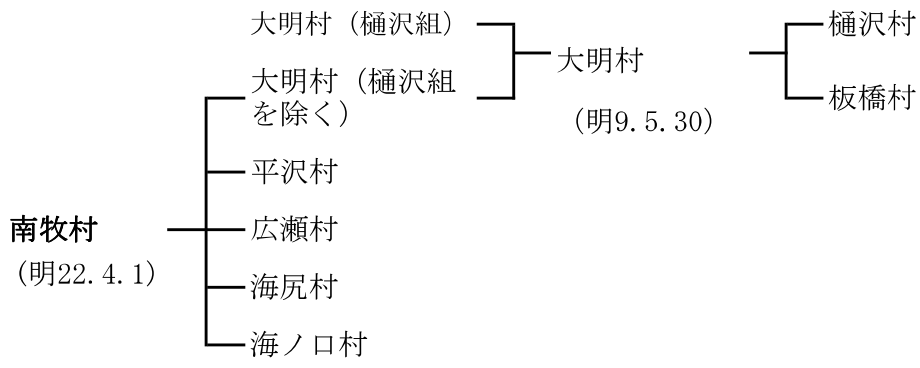 大明村（樋沢組）
樋沢村
大明村（樋沢組
を除く）
大明村
（明9.5.30）
板橋村
平沢村
南牧村
（明22.4.1）
広瀬村
海尻村
海ノ口村